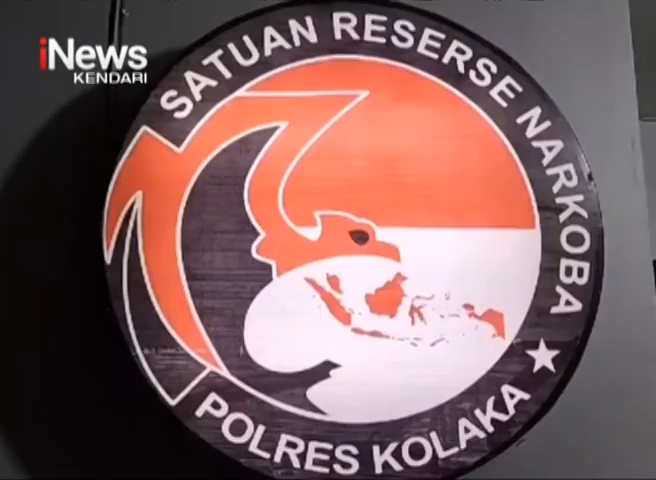 iNews
KENDARI
SATUAN RESERSE NARKOBA
POLRES KOLAKA